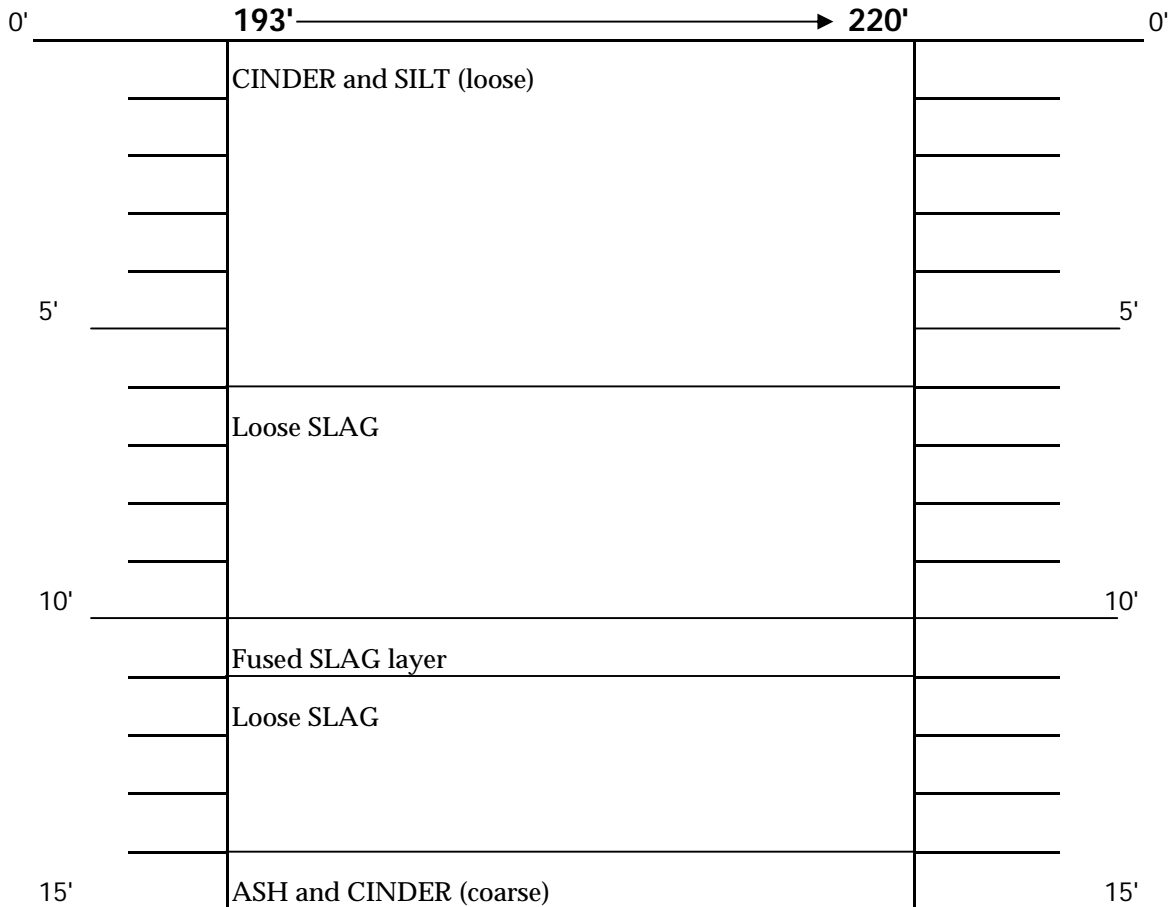 0' 193' 220' 0'
CINDER and SILT (loose)
5' 5'
Loose SLAG
10' 10'
Fused SLAG layer
Loose SLAG
15' ASH and CINDER (coarse) 15'